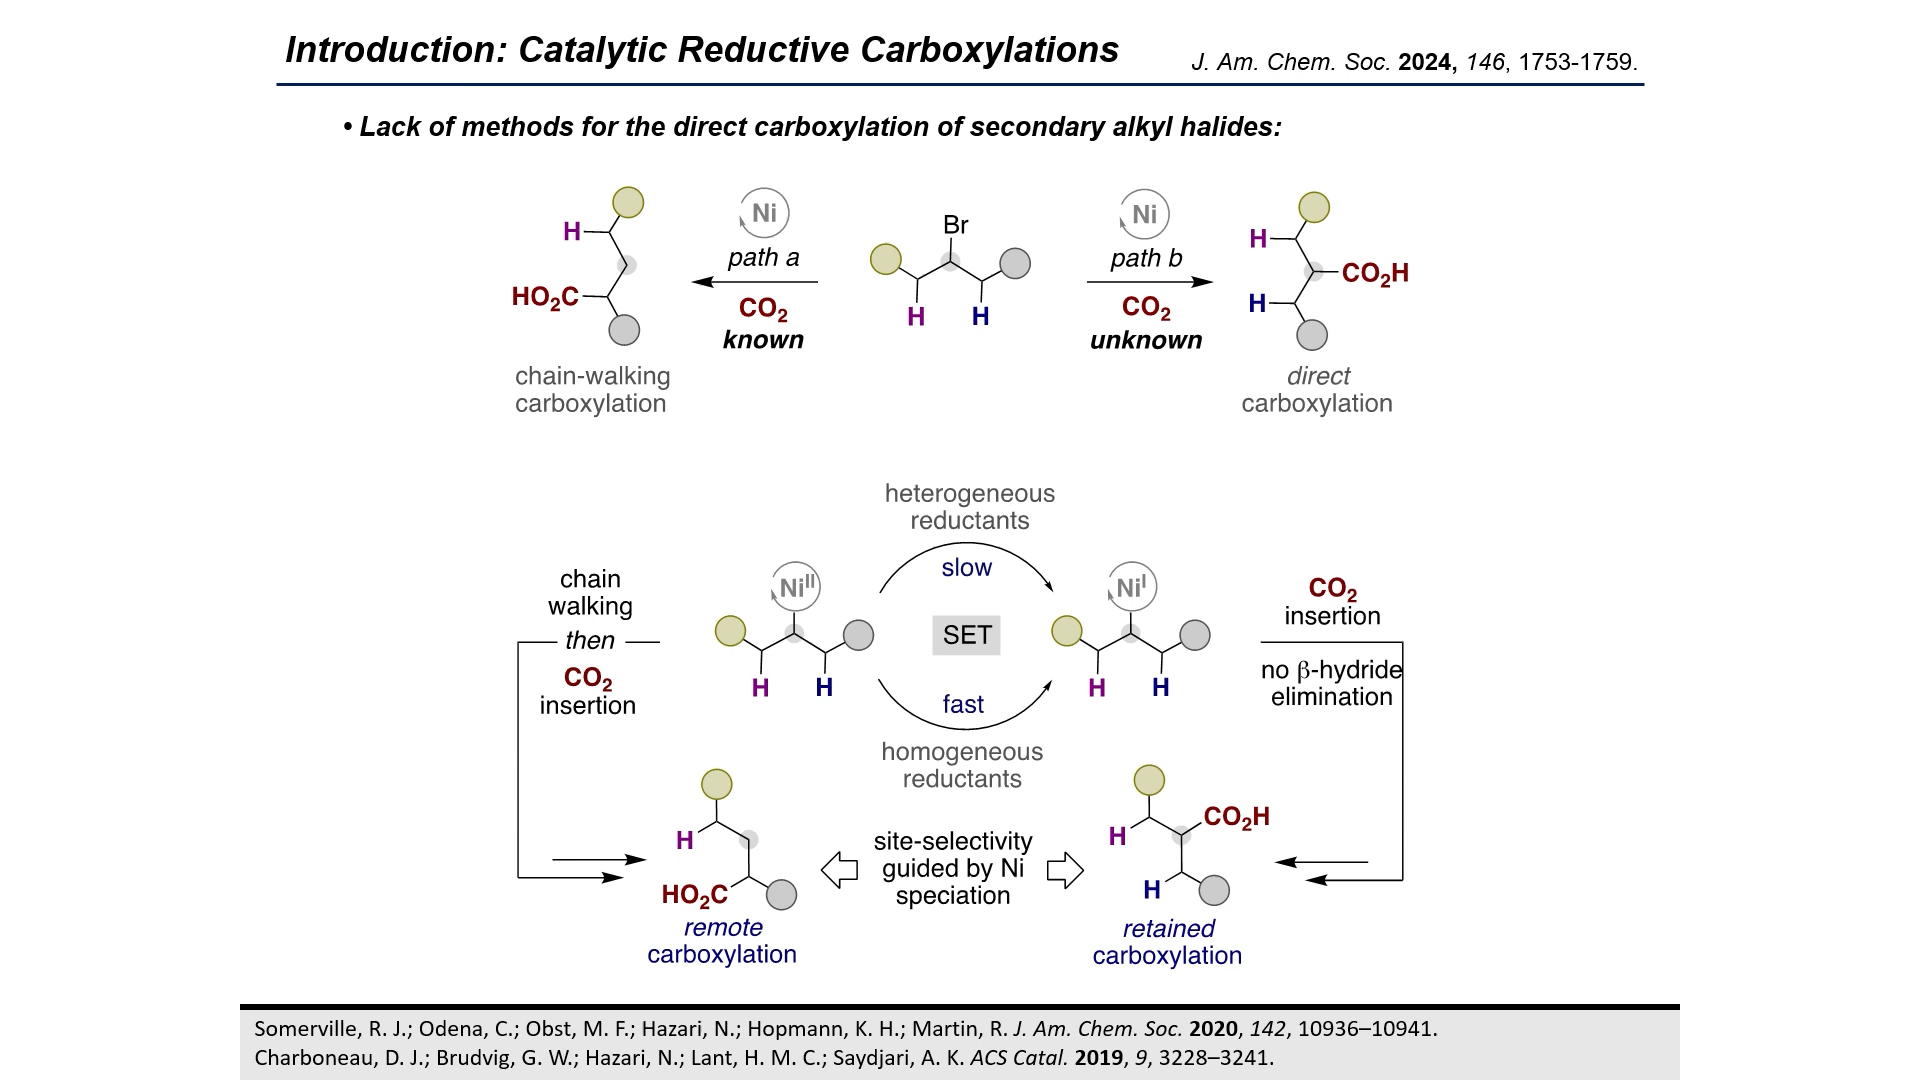 Introduction: Catalytic Reductive Carboxylations
J. Am. Chem. Soc. 2024, 146, 1753-1759.
• Lack of methods for the direct carboxylation of secondary alkyl halides:
H
HO₂C
chain-walking
carboxylation
Ni
path a
CO₂
known
Br
H H
Ni
path b
CO₂
unknown
H
CO₂H
H
direct
carboxylation
heterogeneous
reductants
slow
SET
fast
homogeneous
reductants
chain
walking
then
CO₂
insertion
Niᴵᴵ
H H
Niᴵ
H H
CO₂
insertion
no β-hydride
elimination
H
HO₂C
remote
carboxylation
site-selectivity
guided by Ni
speciation
CO₂H
H
H
retained
carboxylation
Somerville, R. J.; Odena, C.; Obst, M. F.; Hazari, N.; Hopmann, K. H.; Martin, R. J. Am. Chem. Soc. 2020, 142, 10936–10941.
Charboneau, D. J.; Brudvig, G. W.; Hazari, N.; Lant, H. M. C.; Saydjari, A. K. ACS Catal. 2019, 9, 3228–3241.